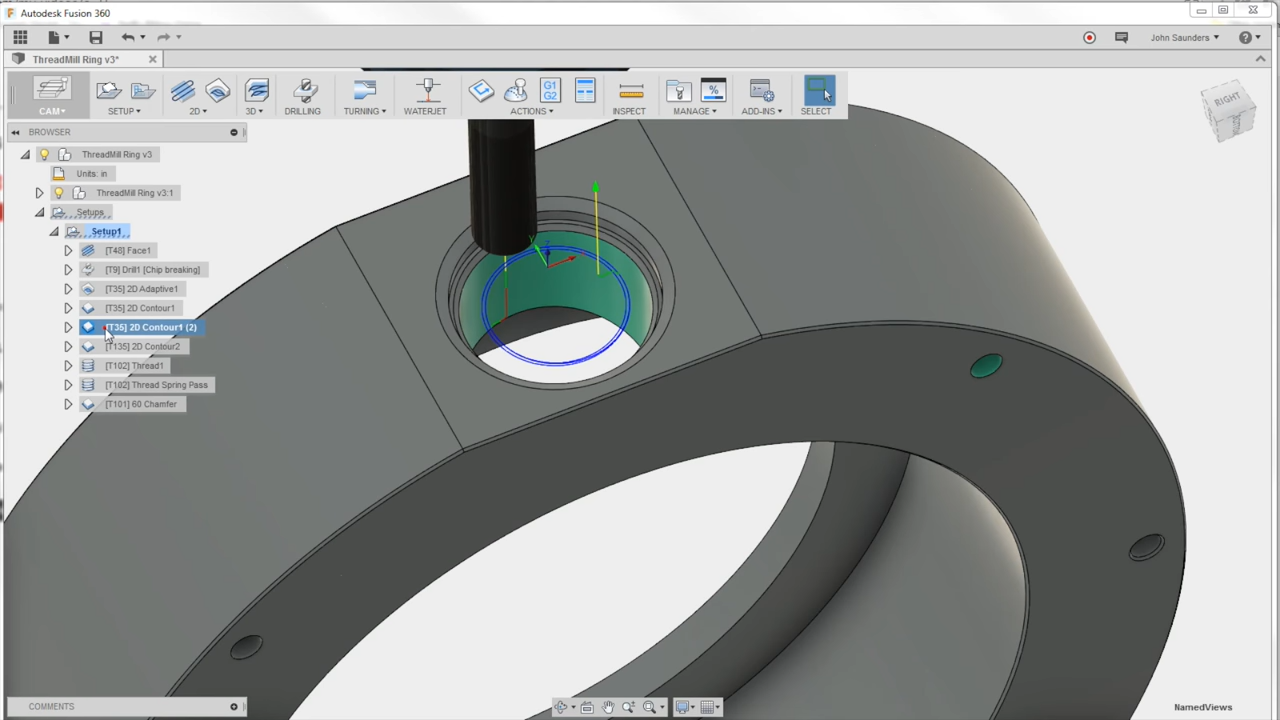 Autodesk Fusion 360
John Saunders
ThreadMill Ring v3*
CAM
SETUP
2D
3D
DRILLING
TURNING
WATERJET
G1
G2
ACTIONS
INSPECT
%
MANAGE
ADD-INS
SELECT
RIGHT
BROWSER
ThreadMill Ring v3
Units: in
ThreadMill Ring v3:1
Setups
Setup1
[T48] Face1
[T9] Drill1 [Chip breaking]
[T35] 2D Adaptive1
[T35] 2D Contour1
[T35] 2D Contour1 (2)
[T135] 2D Contour2
[T102] Thread1
[T102] Thread Spring Pass
[T101] 60 Chamfer
COMMENTS
NamedViews